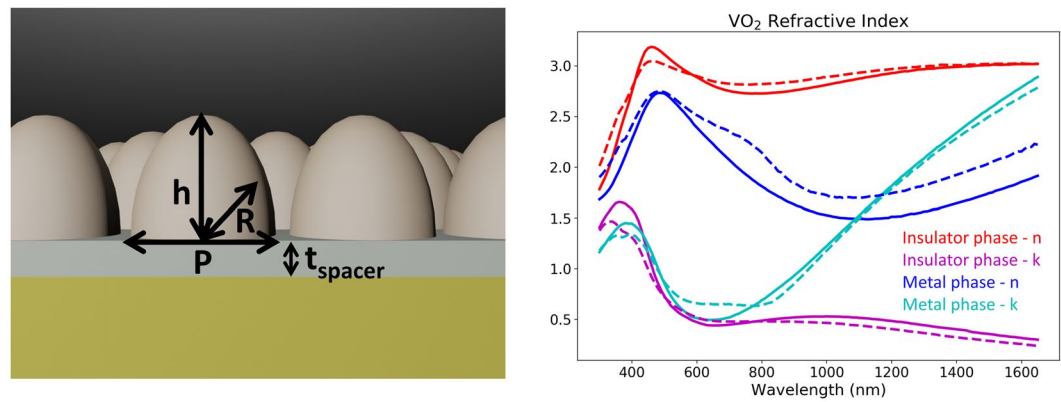 h
R
P
t_spacer
VO₂ Refractive Index
3.0
2.5
2.0
1.5
1.0
0.5
Insulator phase - n
Insulator phase - k
Metal phase - n
Metal phase - k
400 600 800 1000 1200 1400 1600
Wavelength (nm)